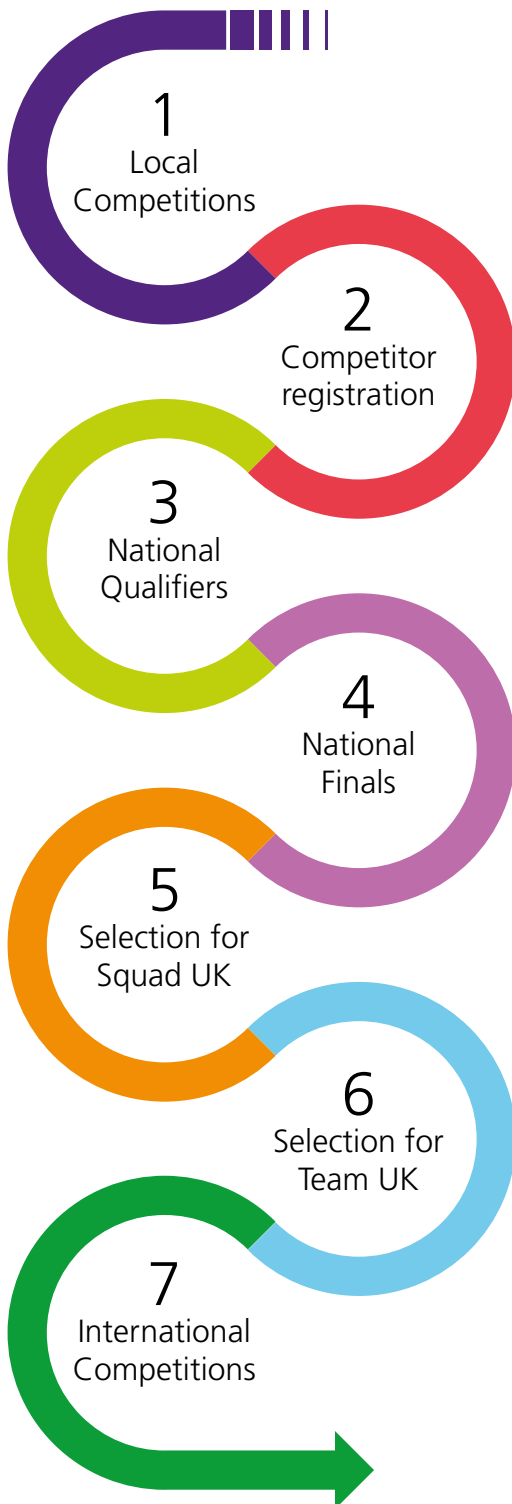 1
Local
Competitions
2
Competitor
registration
3
National
Qualifiers
4
National
Finals
5
Selection for
Squad UK
6
Selection for
Team UK
7
International
Competitions